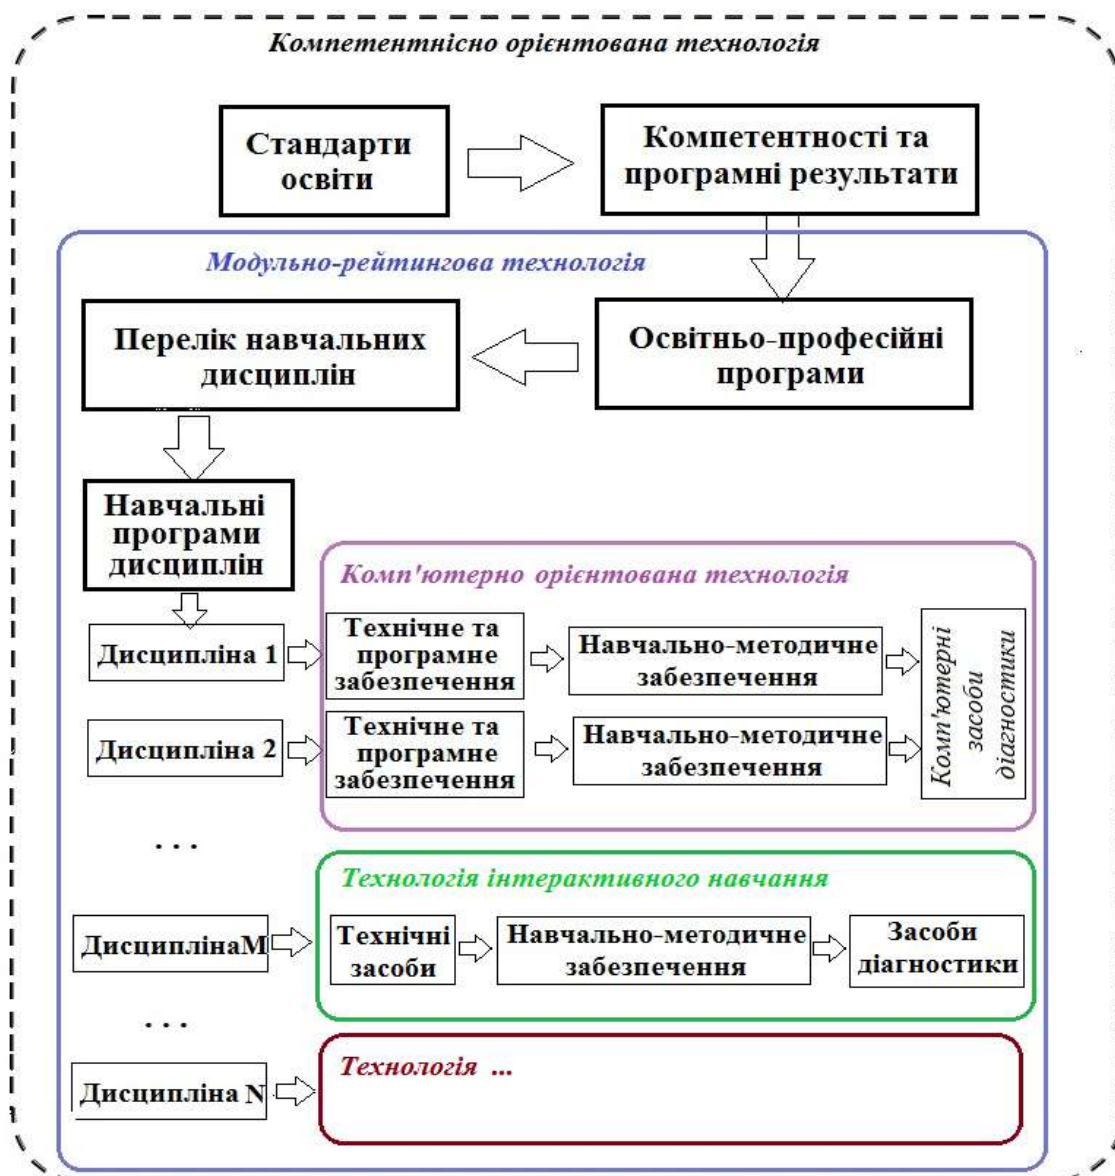 Компетентнісно орієнтована технологія
Стандарти
освіти
Компетентності та
програмні результати
Модульно-рейтингова технологія
Перелік навчальних
дисциплін
Освітньо-професійні
програми
Навчальні
програми
дисциплін
Комп'ютерно орієнтована технологія
Дисципліна 1
Технічне та
програмне
забезпечення
Навчально-методичне
забезпечення
Комп'ютерні
засоби
діагностики
Дисципліна 2
Технічне та
програмне
забезпечення
Навчально-методичне
забезпечення
. . .
Технологія інтерактивного навчання
ДисциплінаМ
Технічні
засоби
Навчально-методичне
забезпечення
Засоби
діагностики
. . .
Технологія ...
Дисципліна N